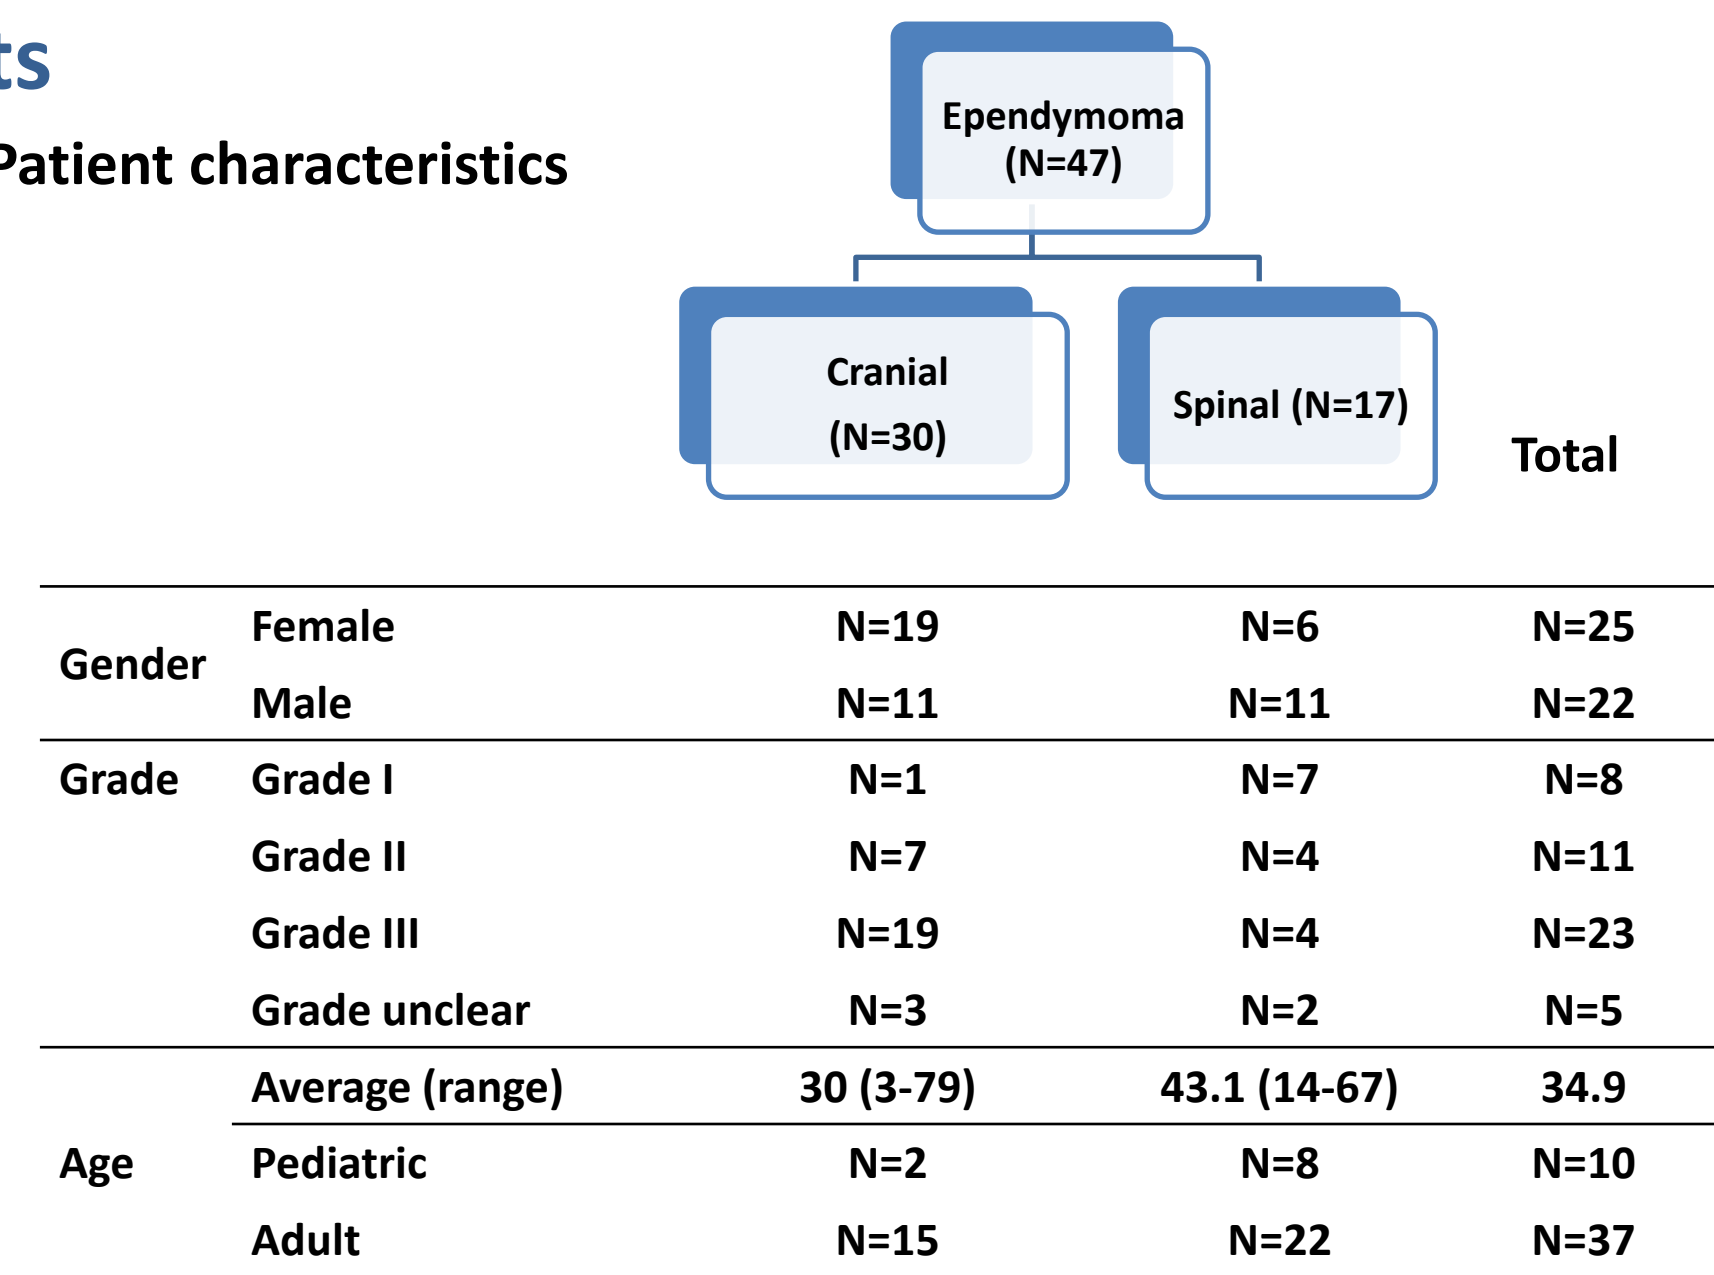 ts
Patient characteristics
Ependymoma
(N=47)
Cranial
(N=30)
Spinal (N=17)
Total
Gender
Female N=19 N=6 N=25
Male N=11 N=11 N=22
Grade Grade I N=1 N=7 N=8
Grade II N=7 N=4 N=11
Grade III N=19 N=4 N=23
Grade unclear N=3 N=2 N=5
Average (range) 30 (3-79) 43.1 (14-67) 34.9
Age Pediatric N=2 N=8 N=10
Adult N=15 N=22 N=37